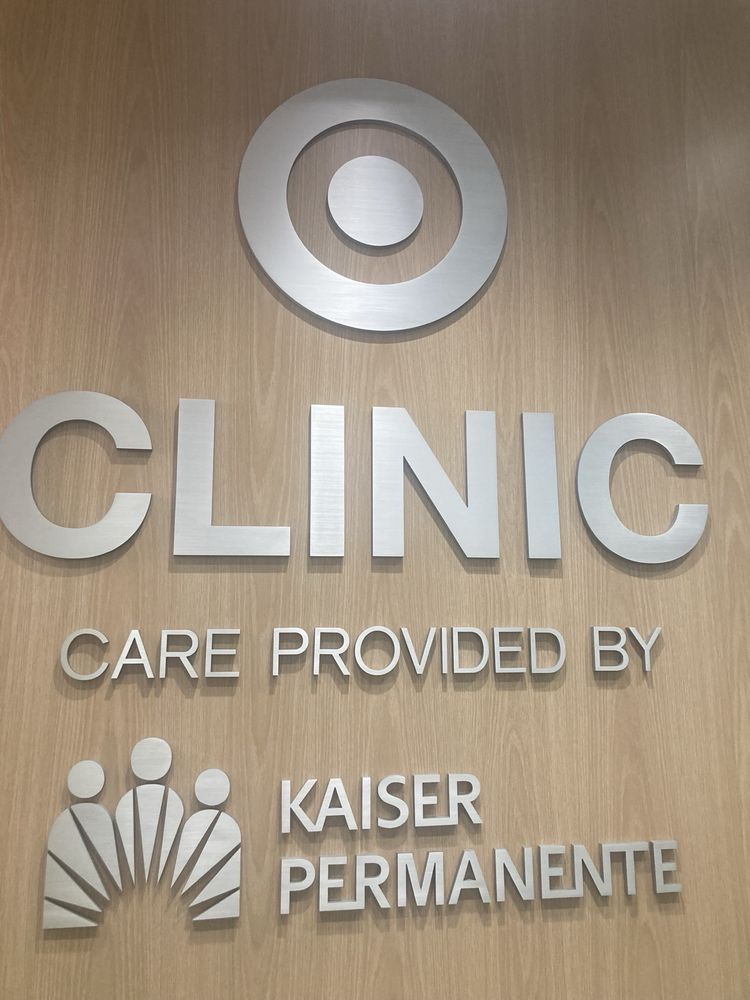 CLINIC
CARE PROVIDED BY
KAISER
PERMANENTE